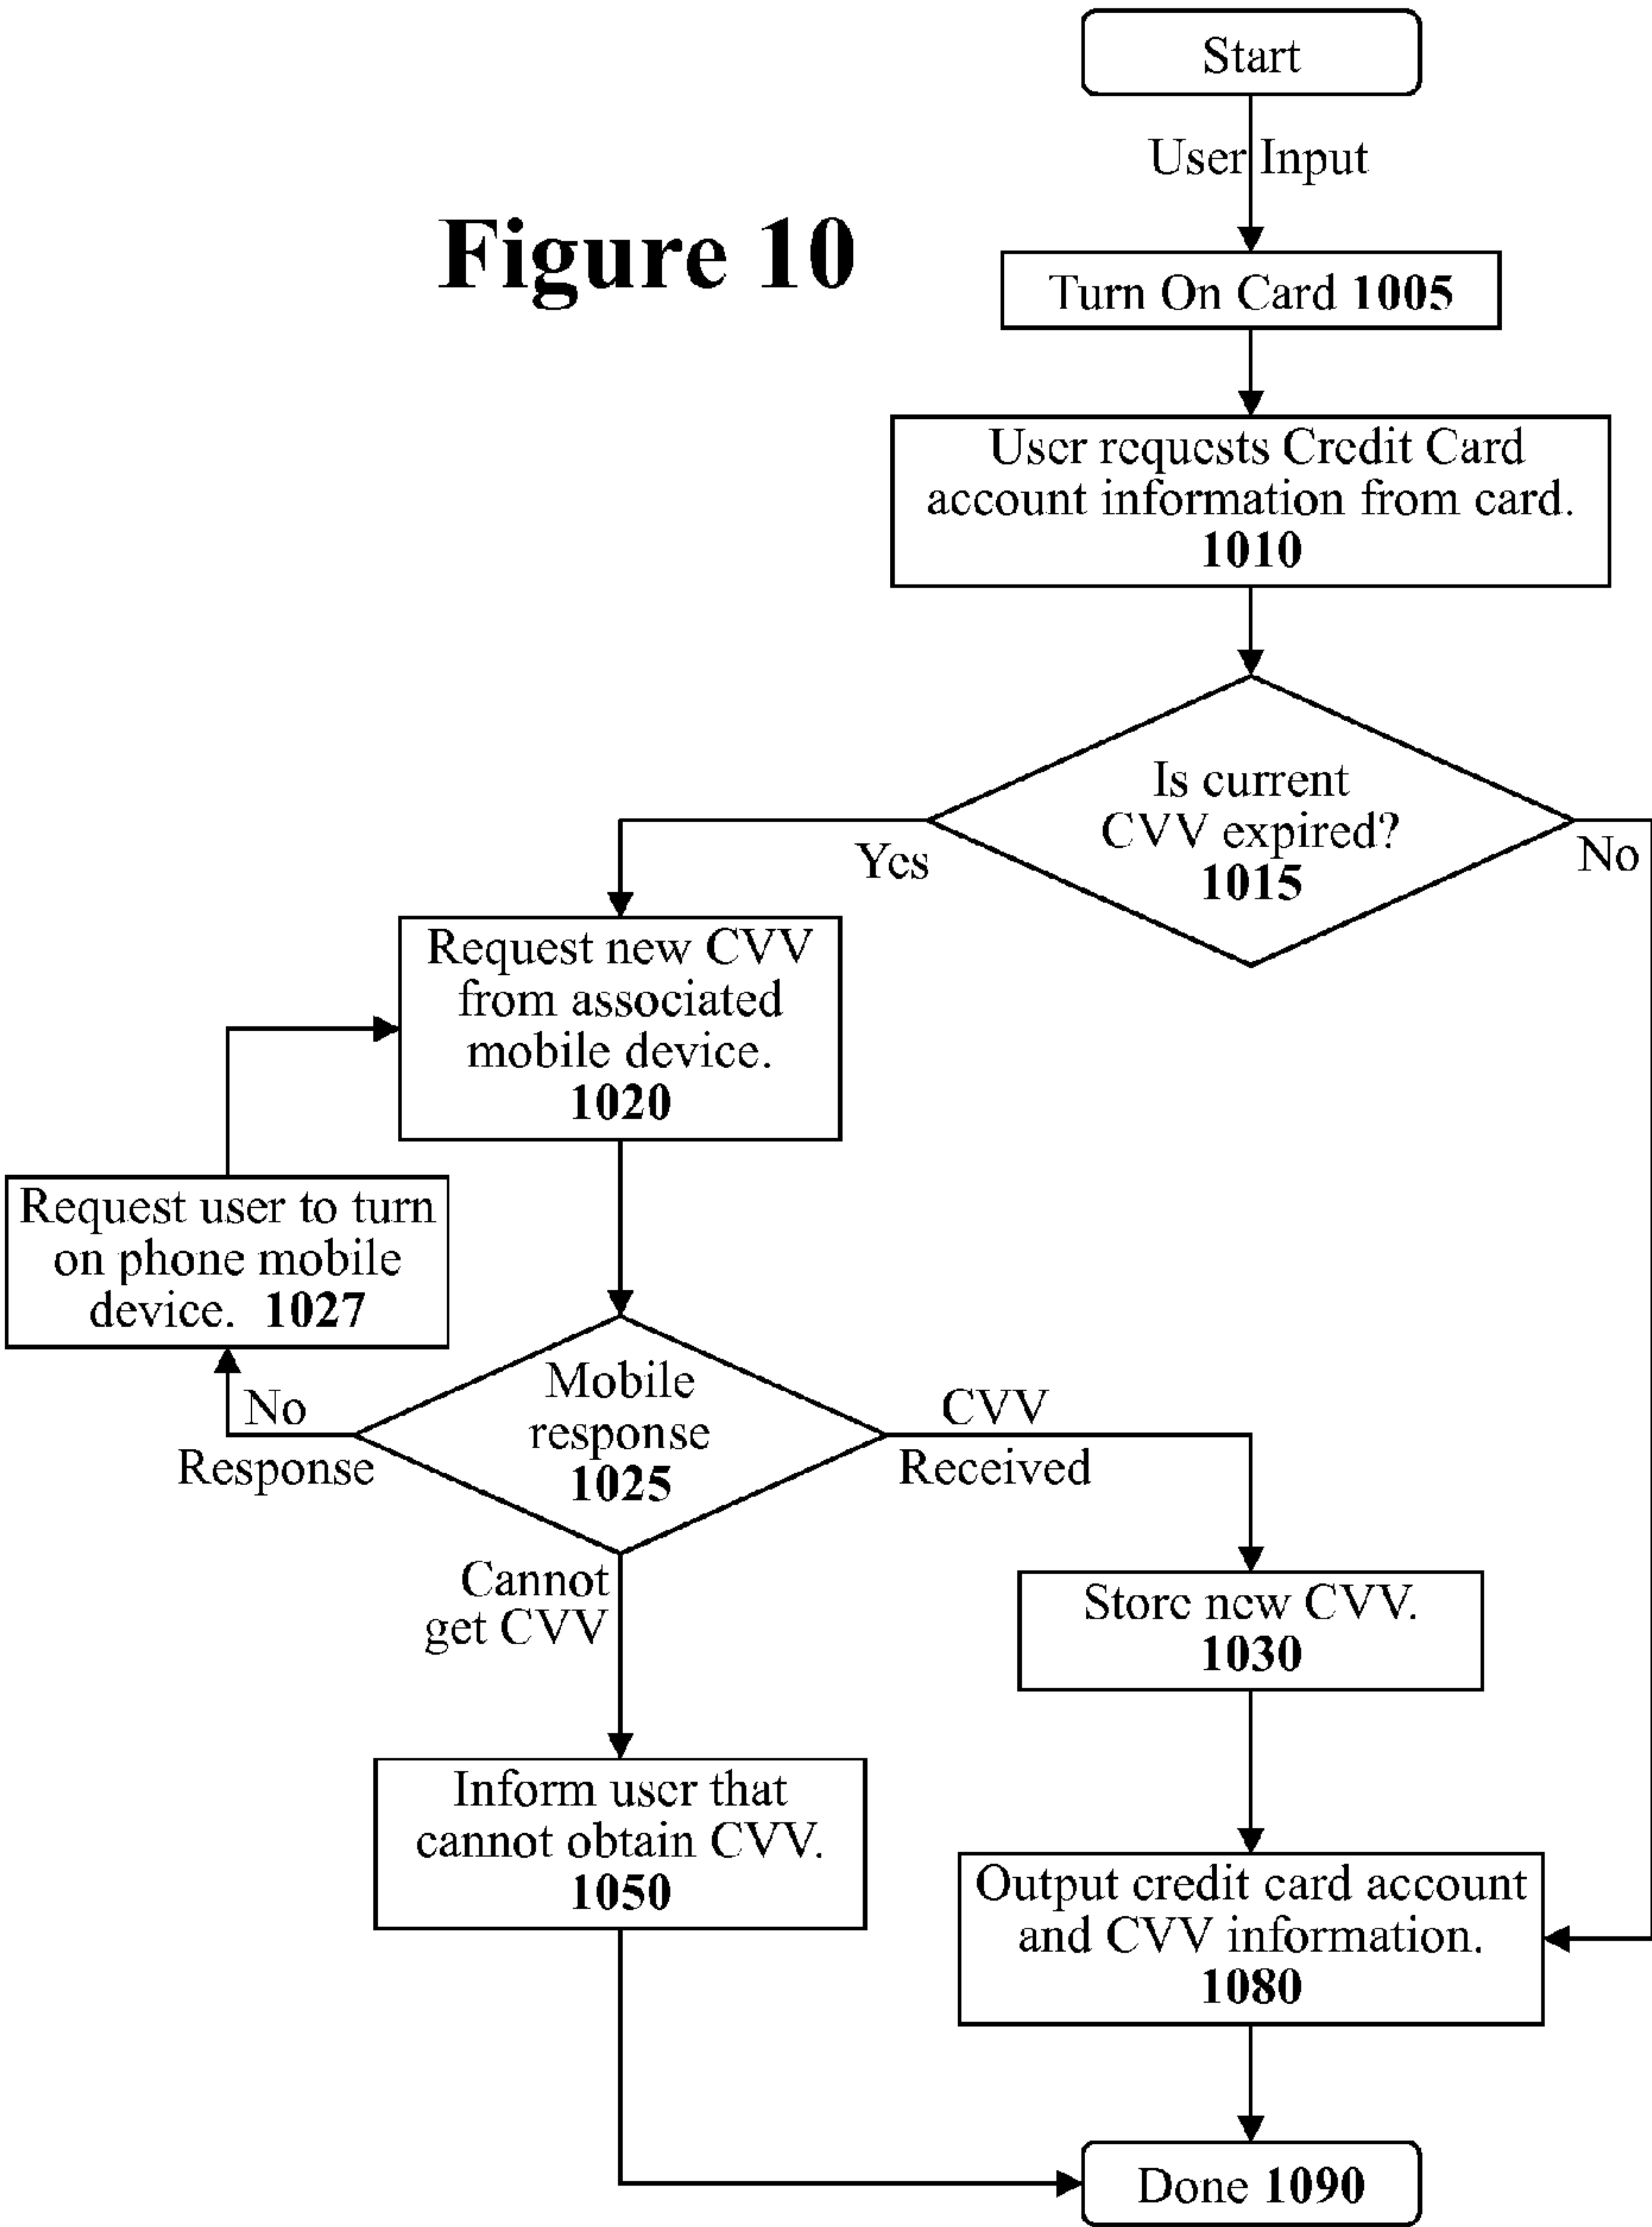 Start
User Input
Figure 10
Turn On Card 1005
User requests Credit Card
account information from card.
1010
Is current
CVV expired?
1015
Yes
No
Request new CVV
from associated
mobile device.
1020
Request user to turn
on phone mobile
device. 1027
Mobile
response
1025
No
Response
CVV
Received
Cannot
get CVV
Store new CVV.
1030
Inform user that
cannot obtain CVV.
1050
Output credit card account
and CVV information.
1080
Done 1090